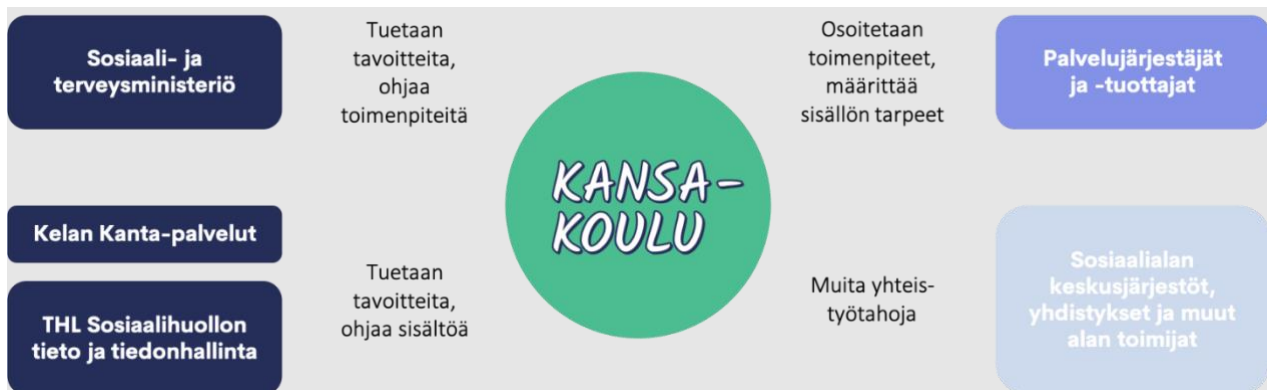 Sosiaali- ja
terveysministeriö
Tuetaan
tavoitteita,
ohjaa
toimenpiteitä
Osoitetaan
toimenpiteet,
määrittää
sisällön tarpeet
Palvelujärjestäjät
ja -tuottajat
KANSA-
KOULU
Kelan Kanta-palvelut
THL Sosiaalihuollon
tieto ja tiedonhallinta
Tuetaan
tavoitteita,
ohjaa sisältöä
Muita yhteis-
työtahoja
Sosiaalialan
keskusjärjestöt,
yhdistykset ja muut
alan toimijat